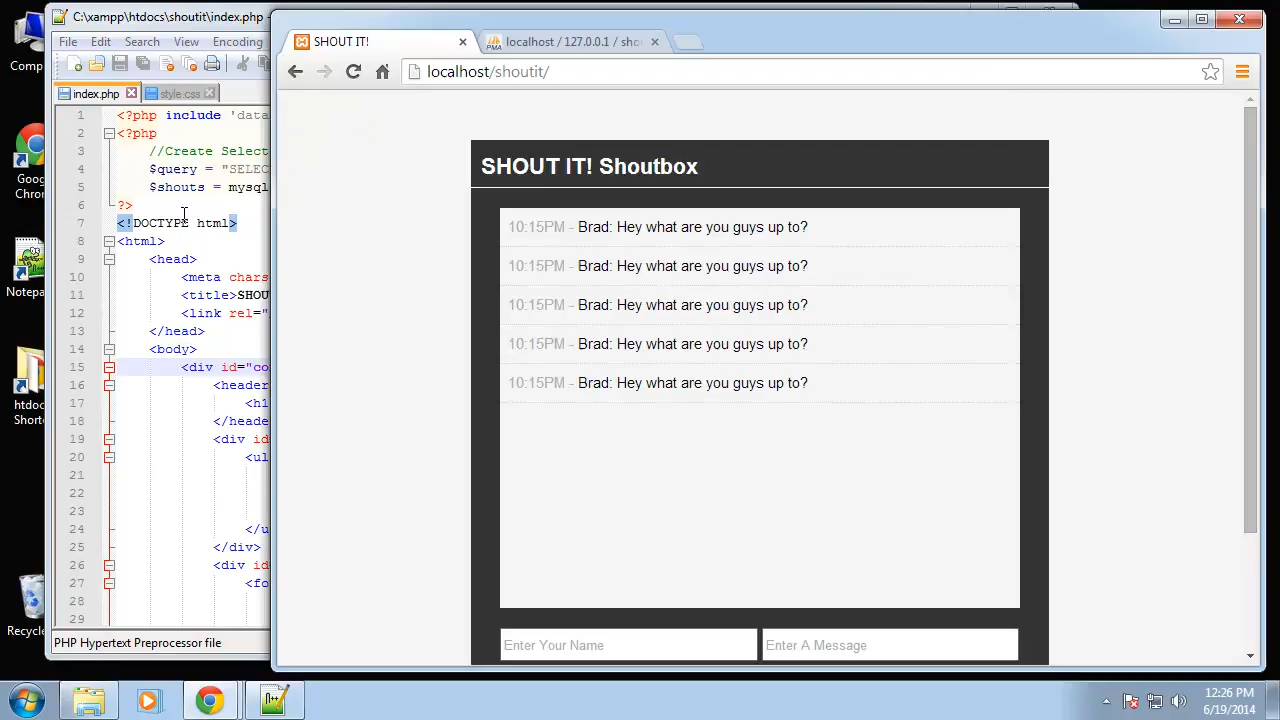 C:\xampp\htdocs\shoutit\index.php -
File Edit Search View Encoding
index.php style.css
1 <?php include 'data
2 <?php
3 //Create Selec
4 $query = "SELEC
5 $shouts = mysql
6 ?>
7 <!DOCTYPE html>
8 <html>
9 <head>
10 <meta chars
11 <title>SHOU
12 <link rel="
13 </head>
14 <body>
15 <div id="co
16 <header
17 <h1
18 </heade
19 <div id
20 <ul
21
22
23
24 </u
25 </div>
26 <div id
27 <fo
28
29
PHP Hypertext Preprocessor file
SHOUT IT!
localhost / 127.0.0.1 / sho
localhost/shoutit/
SHOUT IT! Shoutbox
10:15PM - Brad: Hey what are you guys up to?
10:15PM - Brad: Hey what are you guys up to?
10:15PM - Brad: Hey what are you guys up to?
10:15PM - Brad: Hey what are you guys up to?
10:15PM - Brad: Hey what are you guys up to?
Enter Your Name
Enter A Message
Comp
Goog
Chro
Notepa
htdoc
Short
Recycle
12:26 PM
6/19/2014